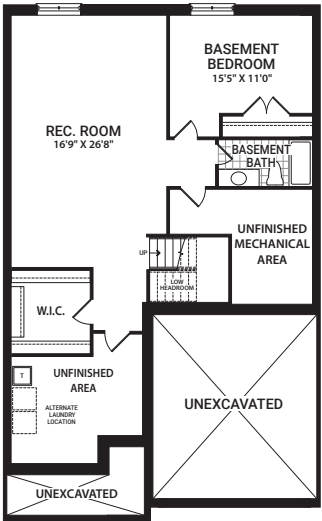 BASEMENT
BEDROOM
15'5" X 11'0"
REC. ROOM
16'9" X 26'8"
BASEMENT
BATH
UNFINISHED
MECHANICAL
AREA
UP
LOW
HEADROOM
W.I.C.
T
UNFINISHED
AREA
ALTERNATE
LAUNDRY
LOCATION
UNEXCAVATED
UNEXCAVATED